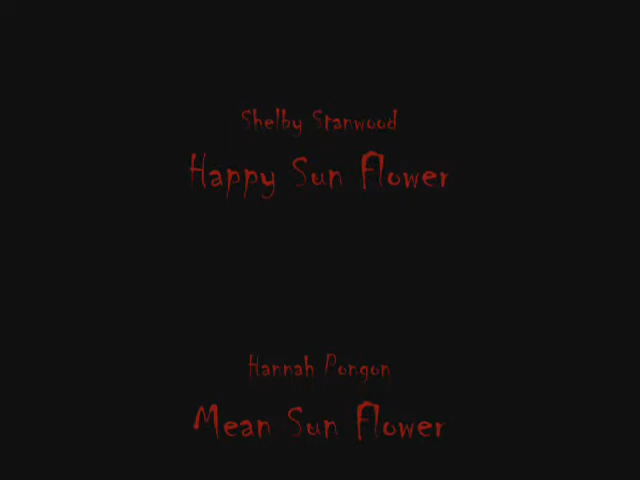 Shelby Stanwood
Happy Sun Flower
Hannah Pongon
Mean Sun Flower